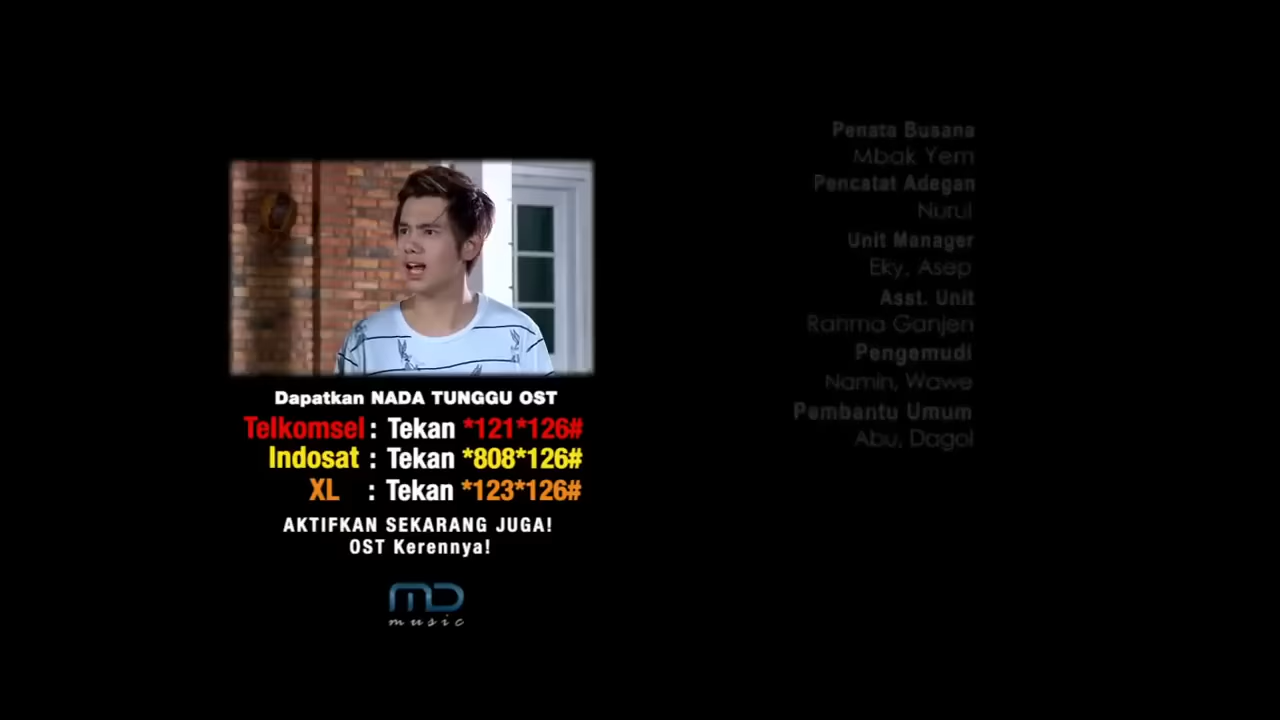 Dapatkan NADA TUNGGU OST
Telkomsel : Tekan *121*126#
Indosat : Tekan *808*126#
XL : Tekan *123*126#
AKTIFKAN SEKARANG JUGA!
OST Kerennya!
MD
music
Penata Busana
Mbak Yem
Pencatat Adegan
Nurul
Unit Manager
Eky, Asep
Asst. Unit
Rahma Ganjen
Pengemudi
Namin, Wawe
Pembantu Umum
Abu, Dagol